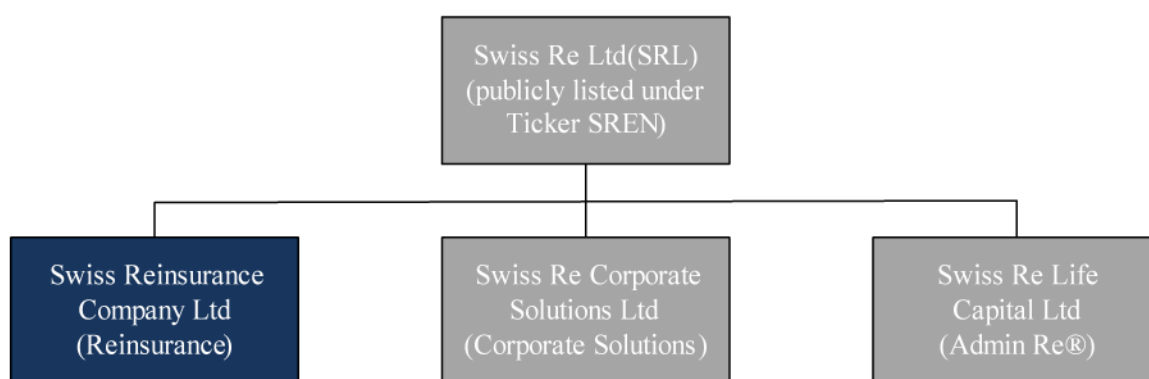 Swiss Re Ltd(SRL)
(publicly listed under
Ticker SREN)
Swiss Reinsurance
Company Ltd
(Reinsurance)
Swiss Re Corporate
Solutions Ltd
(Corporate Solutions)
Swiss Re Life
Capital Ltd
(Admin Re®)